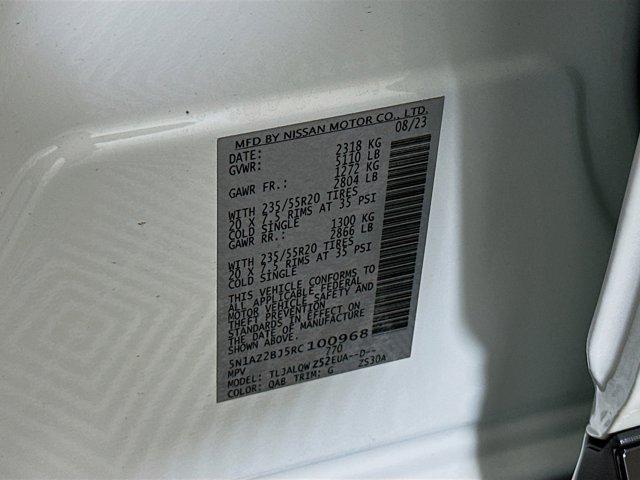 MFD BY NISSAN MOTOR CO., LTD.
DATE: 08/23
GVWR: 2318 KG
5110 LB
GAWR FR.: 1272 KG
2804 LB
WITH 235/55R20 TIRES
20 X 7.5 RIMS AT 35 PSI
COLD SINGLE
GAWR RR.: 1300 KG
2866 LB
WITH 235/55R20 TIRES
20 X 7.5 RIMS AT 35 PSI
COLD SINGLE
THIS VEHICLE CONFORMS TO
ALL APPLICABLE FEDERAL
MOTOR VEHICLE SAFETY AND
THEFT PREVENTION
STANDARDS IN EFFECT ON
THE DATE OF MANUFACTURE
SHOWN ABOVE.
5N1AZ2BJ5RC100968
MPV 770
MODEL: TLJALQWZ52EUA--D--
COLOR: QAB TRIM: G ZS30A